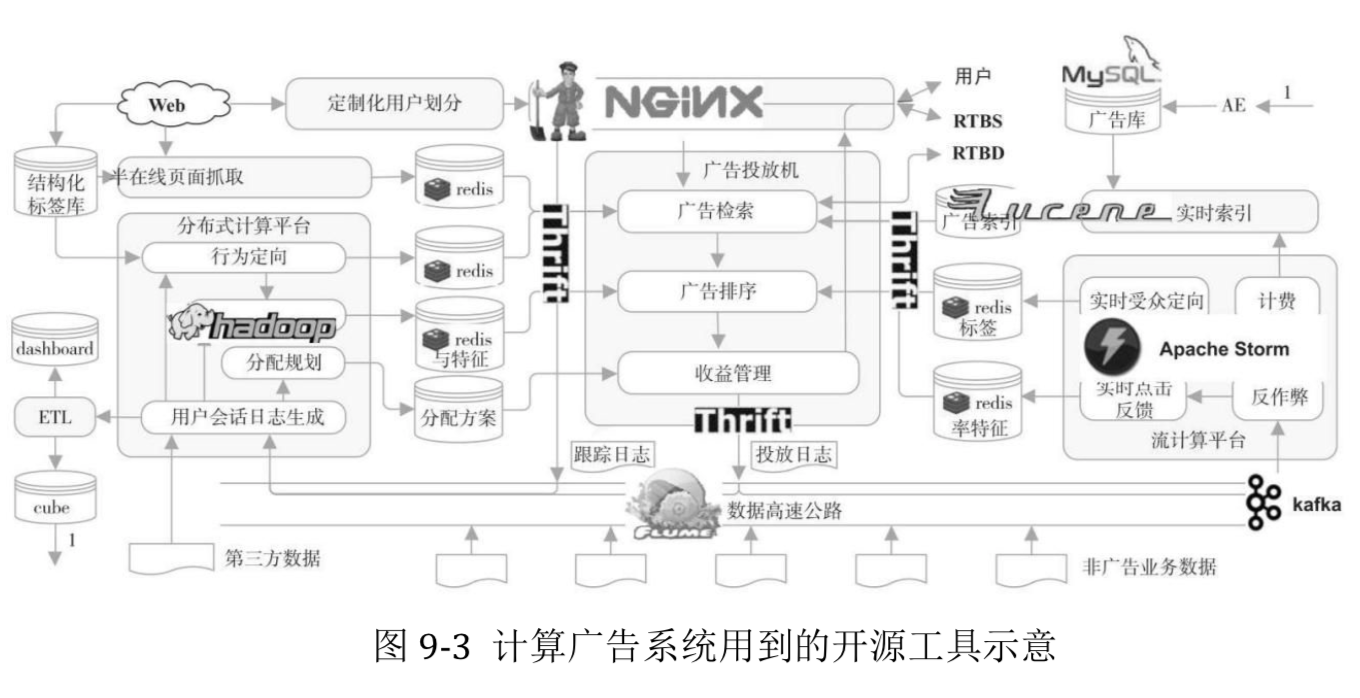 Web
定制化用户划分
NGiNX
用户
RTBS
RTBD
MySQL
广告库
AE
1
结构化
标签库
半在线页面抓取
redis
Thrift
广告投放机
广告检索
Thrift
广告索引
Lucene
实时索引
分布式计算平台
行为定向
redis
广告排序
redis
标签
实时受众定向
计费
hadoop
redis
与特征
Apache Storm
dashboard
分配规划
收益管理
redis
率特征
实时点击
反馈
反作弊
ETL
用户会话日志生成
分配方案
Thrift
流计算平台
跟踪日志
投放日志
cube
FLUME
数据高速公路
kafka
1
第三方数据
非广告业务数据
图 9-3 计算广告系统用到的开源工具示意